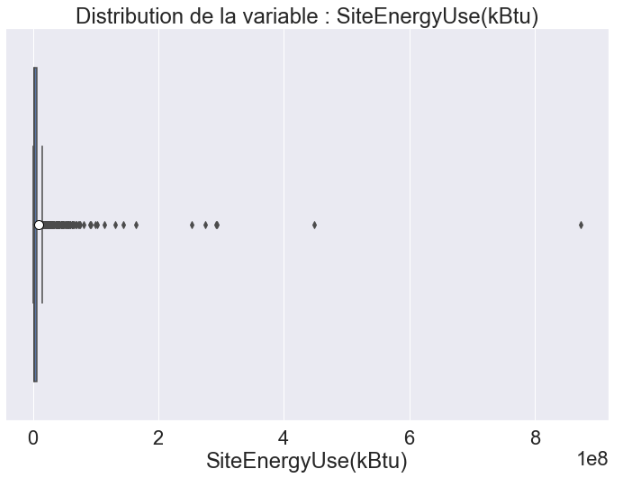 Distribution de la variable : SiteEnergyUse(kBtu)
0 2 4 6 8
1e8
SiteEnergyUse(kBtu)